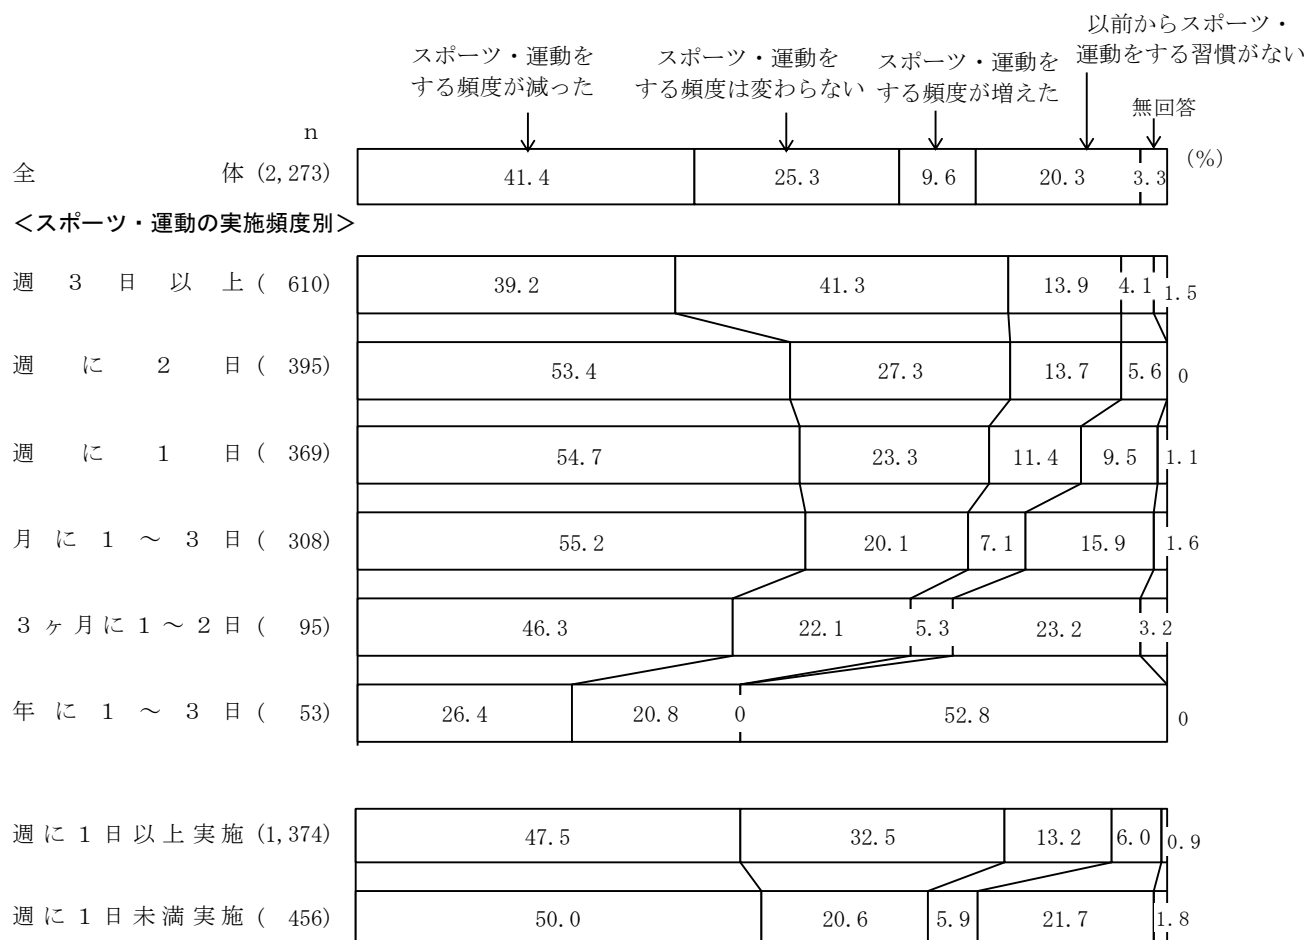 以前からスポーツ・
運動をする習慣がない
スポーツ・運動を
する頻度が減った
スポーツ・運動を
する頻度は変わらない
スポーツ・運動を
する頻度が増えた
無回答
n
(%)
全 体 (2,273) 41.4 25.3 9.6 20.3 3.3
＜スポーツ・運動の実施頻度別＞
週 3 日 以 上 ( 610) 39.2 41.3 13.9 4.1 1.5
週 に 2 日 ( 395) 53.4 27.3 13.7 5.6 0
週 に 1 日 ( 369) 54.7 23.3 11.4 9.5 1.1
月 に 1 ～ 3 日 ( 308) 55.2 20.1 7.1 15.9 1.6
3 ヶ 月 に 1 ～ 2 日 ( 95) 46.3 22.1 5.3 23.2 3.2
年 に 1 ～ 3 日 ( 53) 26.4 20.8 0 52.8 0
週 に 1 日 以 上 実 施 (1,374) 47.5 32.5 13.2 6.0 0.9
週 に 1 日 未 満 実 施 ( 456) 50.0 20.6 5.9 21.7 1.8